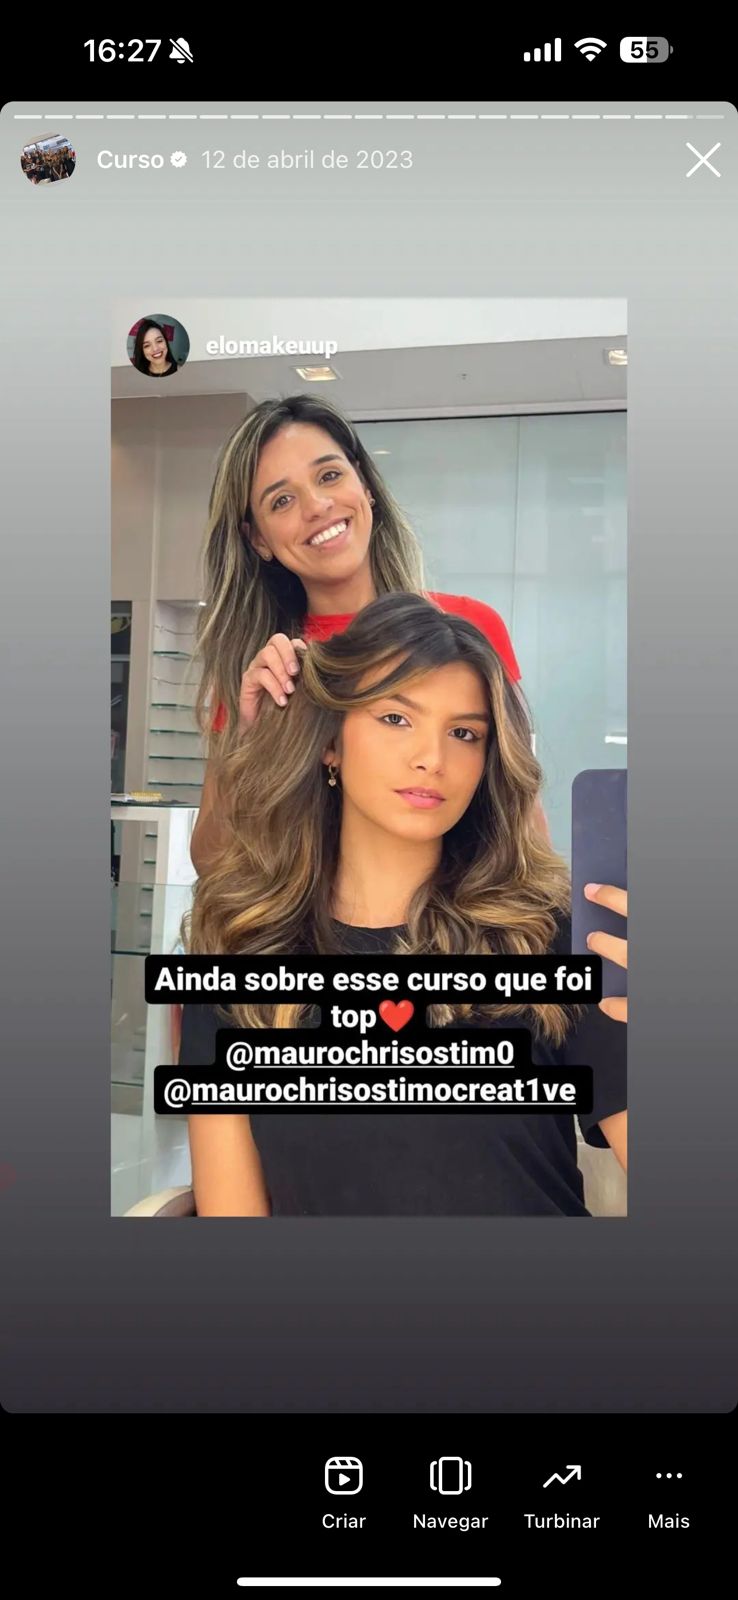 16:27
55
Curso 12 de abril de 2023
elomakeuup
Ainda sobre esse curso que foi
top❤️
@maurochrisostim0
@maurochrisostimocreat1ve
Criar Navegar Turbinar Mais